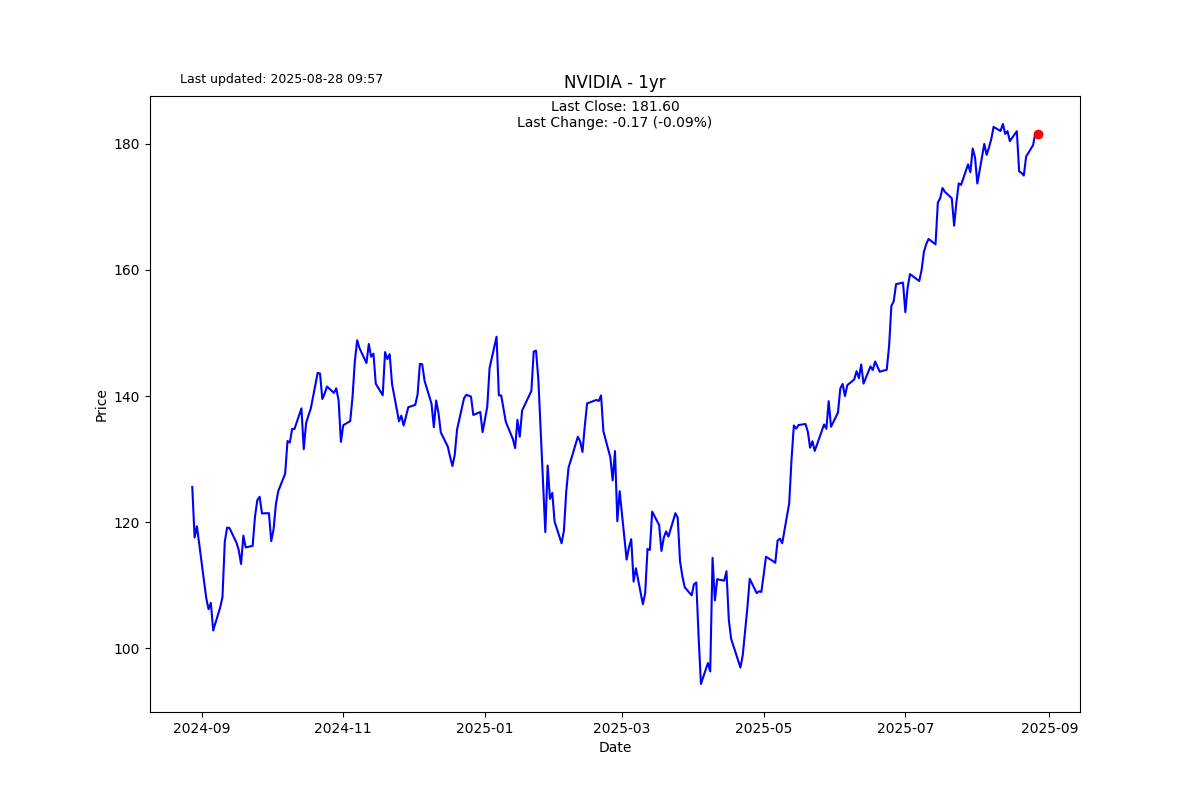 Last updated: 2025-08-28 09:57
NVIDIA - 1yr
Last Close: 181.60
Last Change: -0.17 (-0.09%)
Price
180
160
140
120
100
2024-09
2024-11
2025-01
2025-03
2025-05
2025-07
2025-09
Date